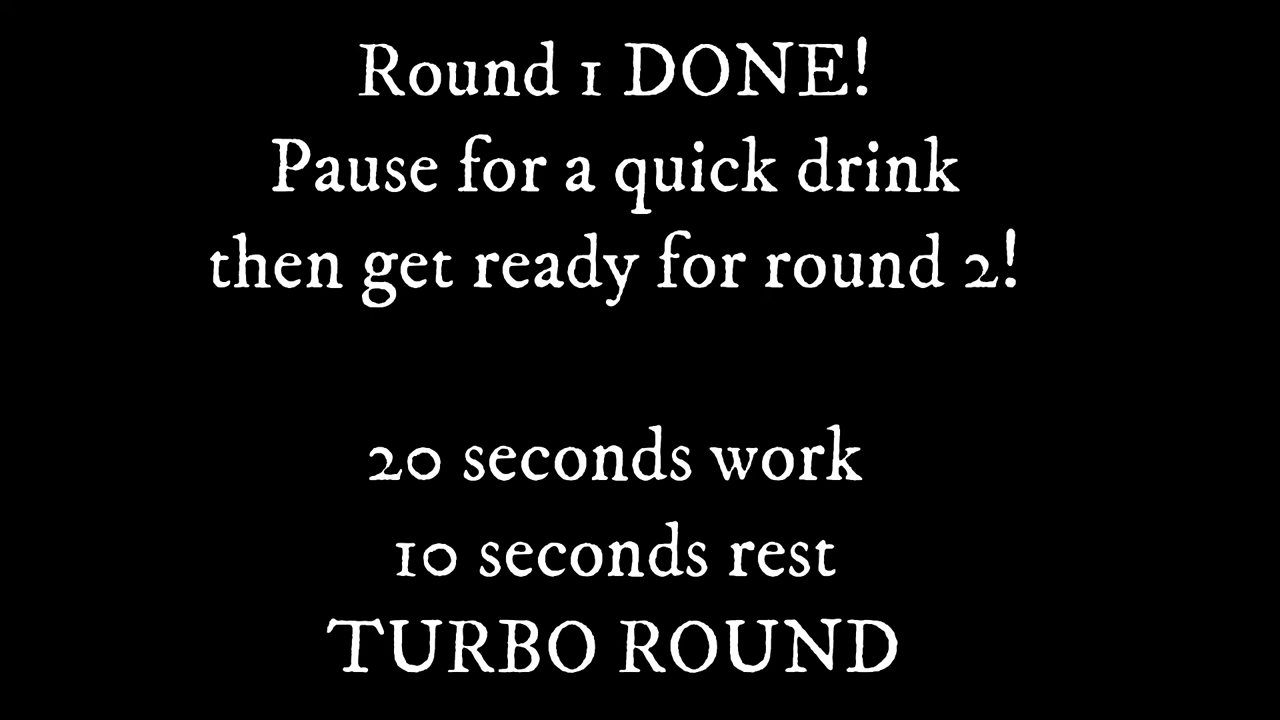 Round 1 DONE!
Pause for a quick drink
then get ready for round 2!
20 seconds work
10 seconds rest
TURBO ROUND